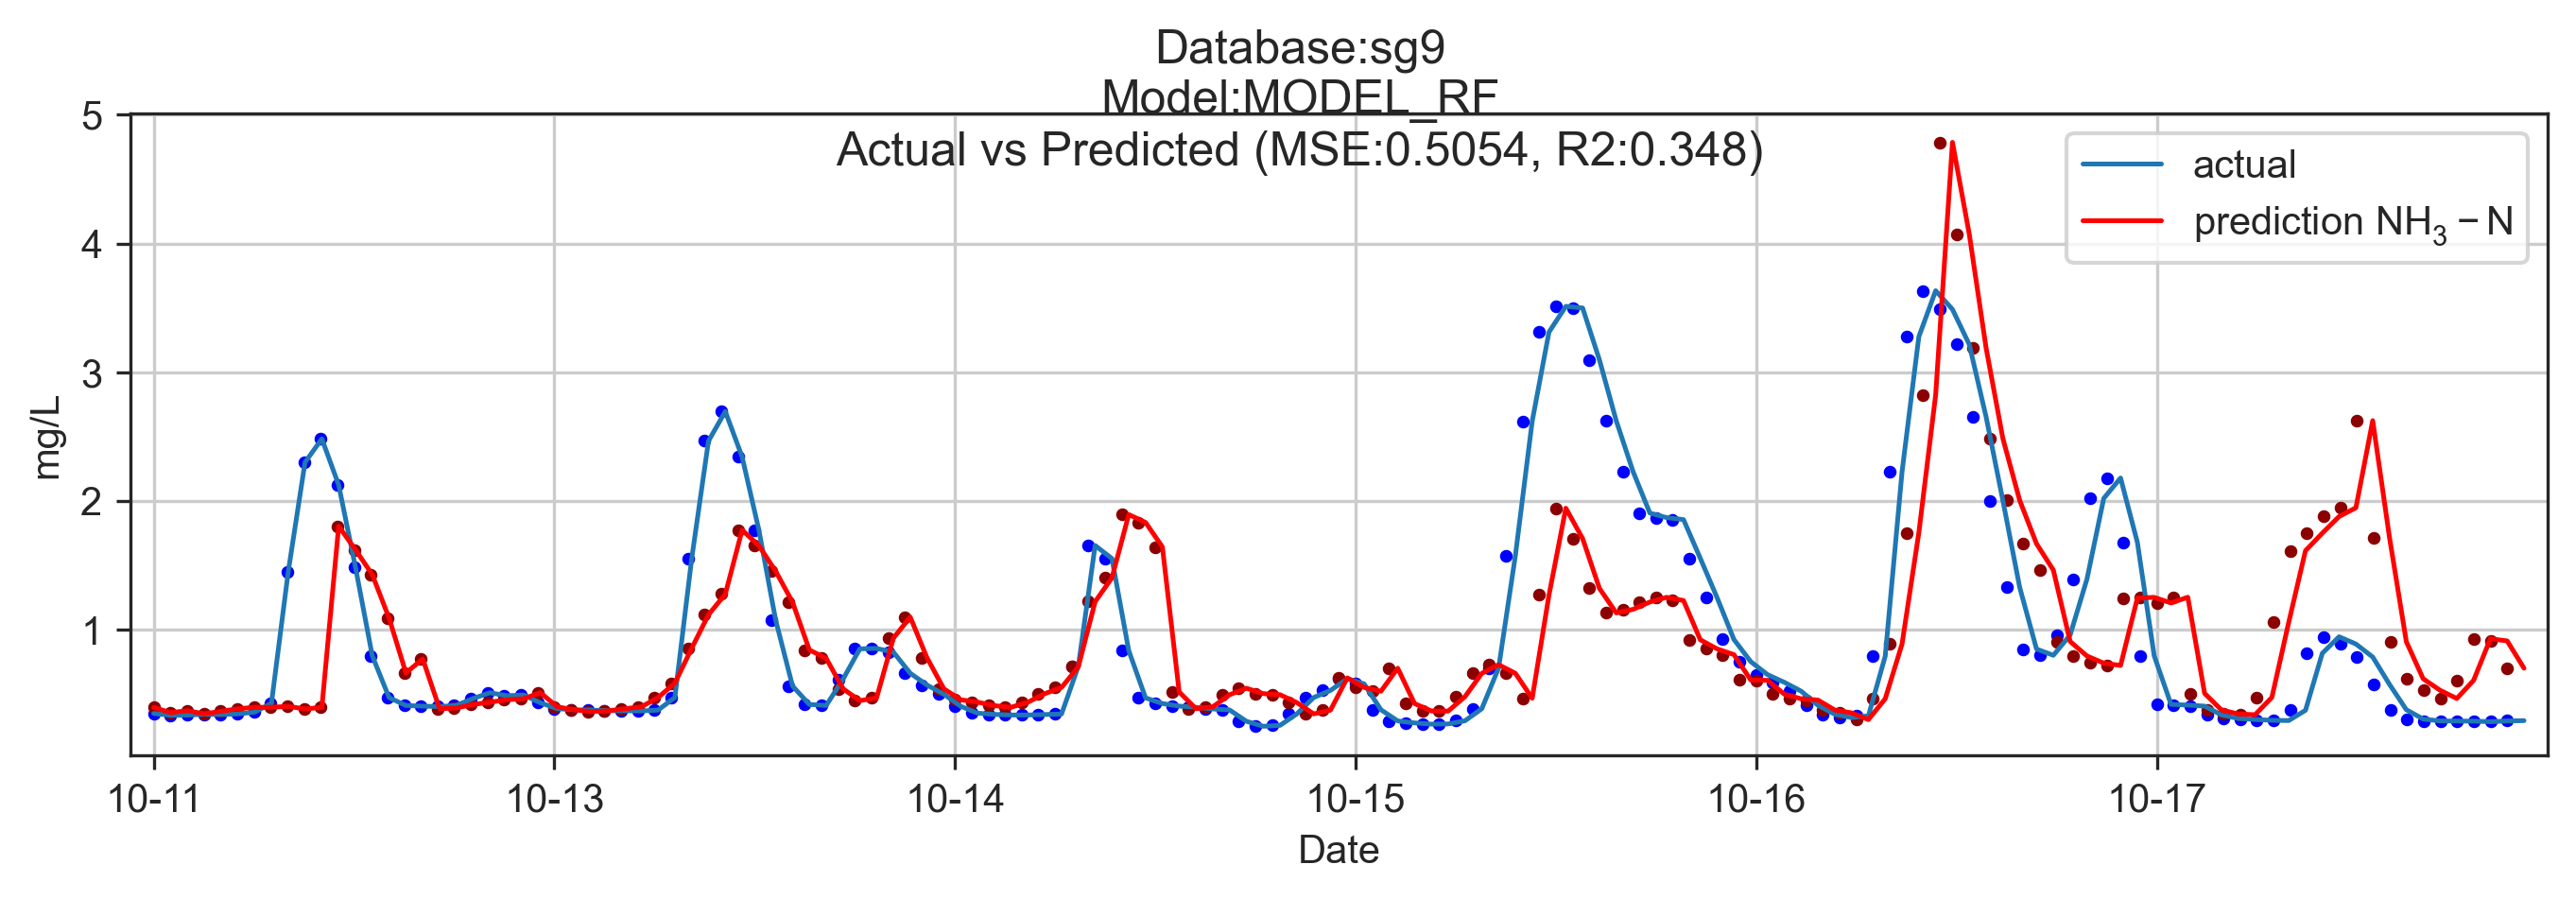 Database:sg9
Model:MODEL_RF
Actual vs Predicted (MSE:0.5054, R2:0.348)
actual
prediction NH₃ − N
5
4
3
2
1
mg/L
10-11 10-13 10-14 10-15 10-16 10-17
Date